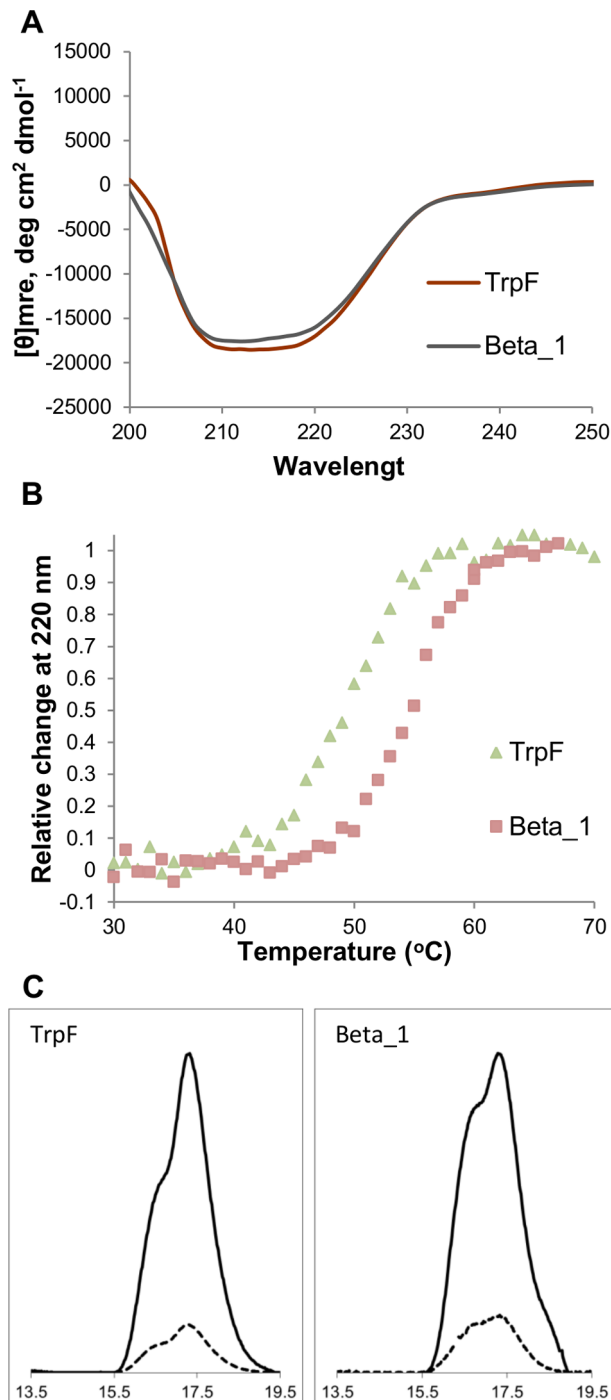 A
15000
10000
5000
0
-5000
-10000
-15000
-20000
-25000
[θ]mre, deg cm² dmol⁻¹
TrpF
Beta_1
200 210 220 230 240 250
Wavelengt
B
1
0.9
0.8
0.7
0.6
0.5
0.4
0.3
0.2
0.1
0
-0.1
Relative change at 220 nm
TrpF
Beta_1
30 40 50 60 70
Temperature (°C)
C
TrpF
Beta_1
13.5 15.5 17.5 19.5
13.5 15.5 17.5 19.5